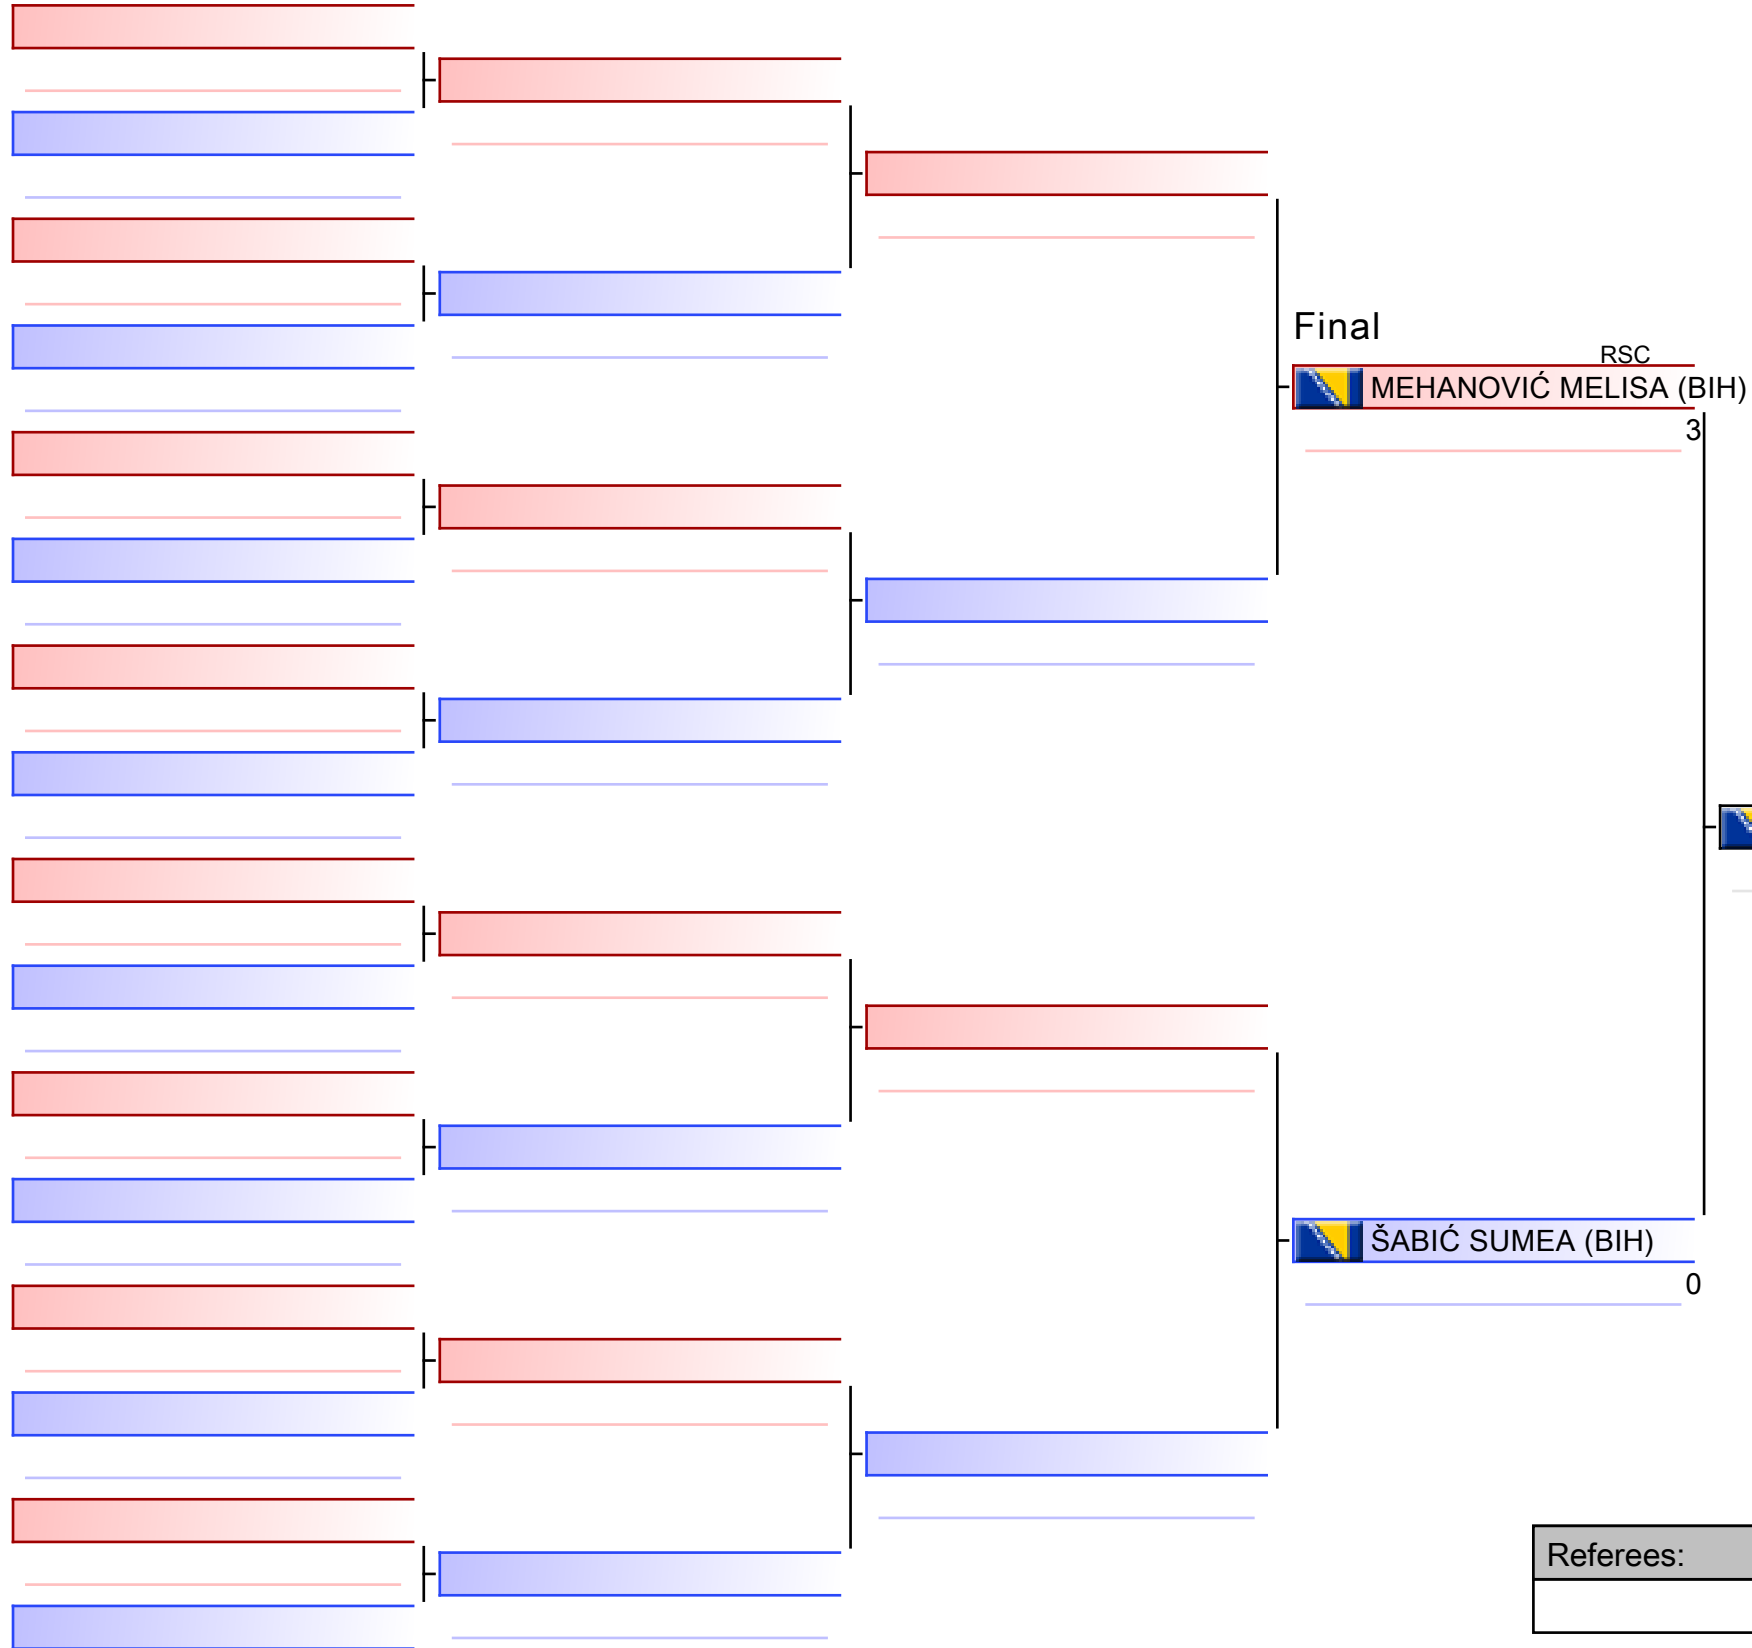 Final
RSC
MEHANOVIĆ MELISA (BIH)
3
ŠABIĆ SUMEA (BIH)
0
Referees: